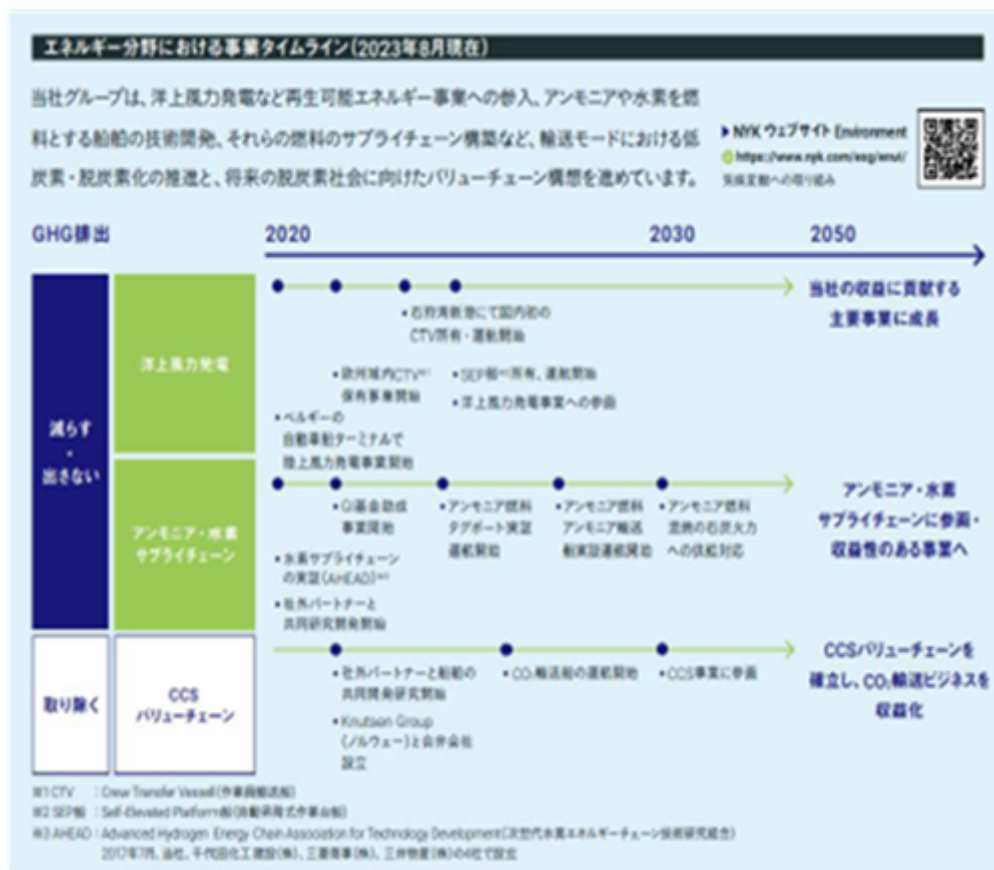 エネルギー分野における事業タイムライン(2023年8月現在)
当社グループは、洋上風力発電など再生可能エネルギー事業への参入、アンモニアや水素を燃
料とする船舶の技術開発、それらの燃料のサプライチェーン構築など、輸送モードにおける低
炭素・脱炭素化の推進と、将来の脱炭素社会に向けたバリューチェーン構想を進めています。
NYK ウェブサイト Environment
気候変動への取り組み
GHG排出
2020
2030
2050
減らす
・
出さない
洋上風力発電
・石狩湾新港にて国内初の
CTV所有・運航開始
・欧州域内CTV※1
保有事業開始
・SEP船※2所有、運航開始
・洋上風力発電事業への参画
・ベルギーの
自動車船ターミナルで
陸上風力発電事業開始
当社の収益に貢献する
主要事業に成長
アンモニア・水素
サプライチェーン
・GI基金助成
事業開始
・アンモニア燃料
タグボート実証
運航開始
・アンモニア燃料
アンモニア輸送
船実証運航開始
・アンモニア燃料
混焼の石炭火力
への供給対応
・水素サプライチェーン
の実証(AHEAD)※3
・社外パートナーと
共同研究開発開始
アンモニア・水素
サプライチェーンに参画・
収益性のある事業へ
取り除く
CCS
バリューチェーン
・社外パートナーと船舶の
共同開発研究開始
・Knutsen Group
(ノルウェー)と合弁会社
設立
・CO₂輸送船の運航開始
・CCS事業に参画
CCSバリューチェーンを
確立し、CO₂輸送ビジネスを
収益化
※1 CTV :Crew Transfer Vessel(作業員輸送船)
※2 SEP船 :Self-Elevated Platform船(自動昇降式作業台船)
※3 AHEAD:Advanced Hydrogen Energy Chain Association for Technology Development(次世代水素エネルギーチェーン技術研究組合)
2017年7月、当社、千代田化工建設(株)、三菱商事(株)、三井物産(株)の4社で設立